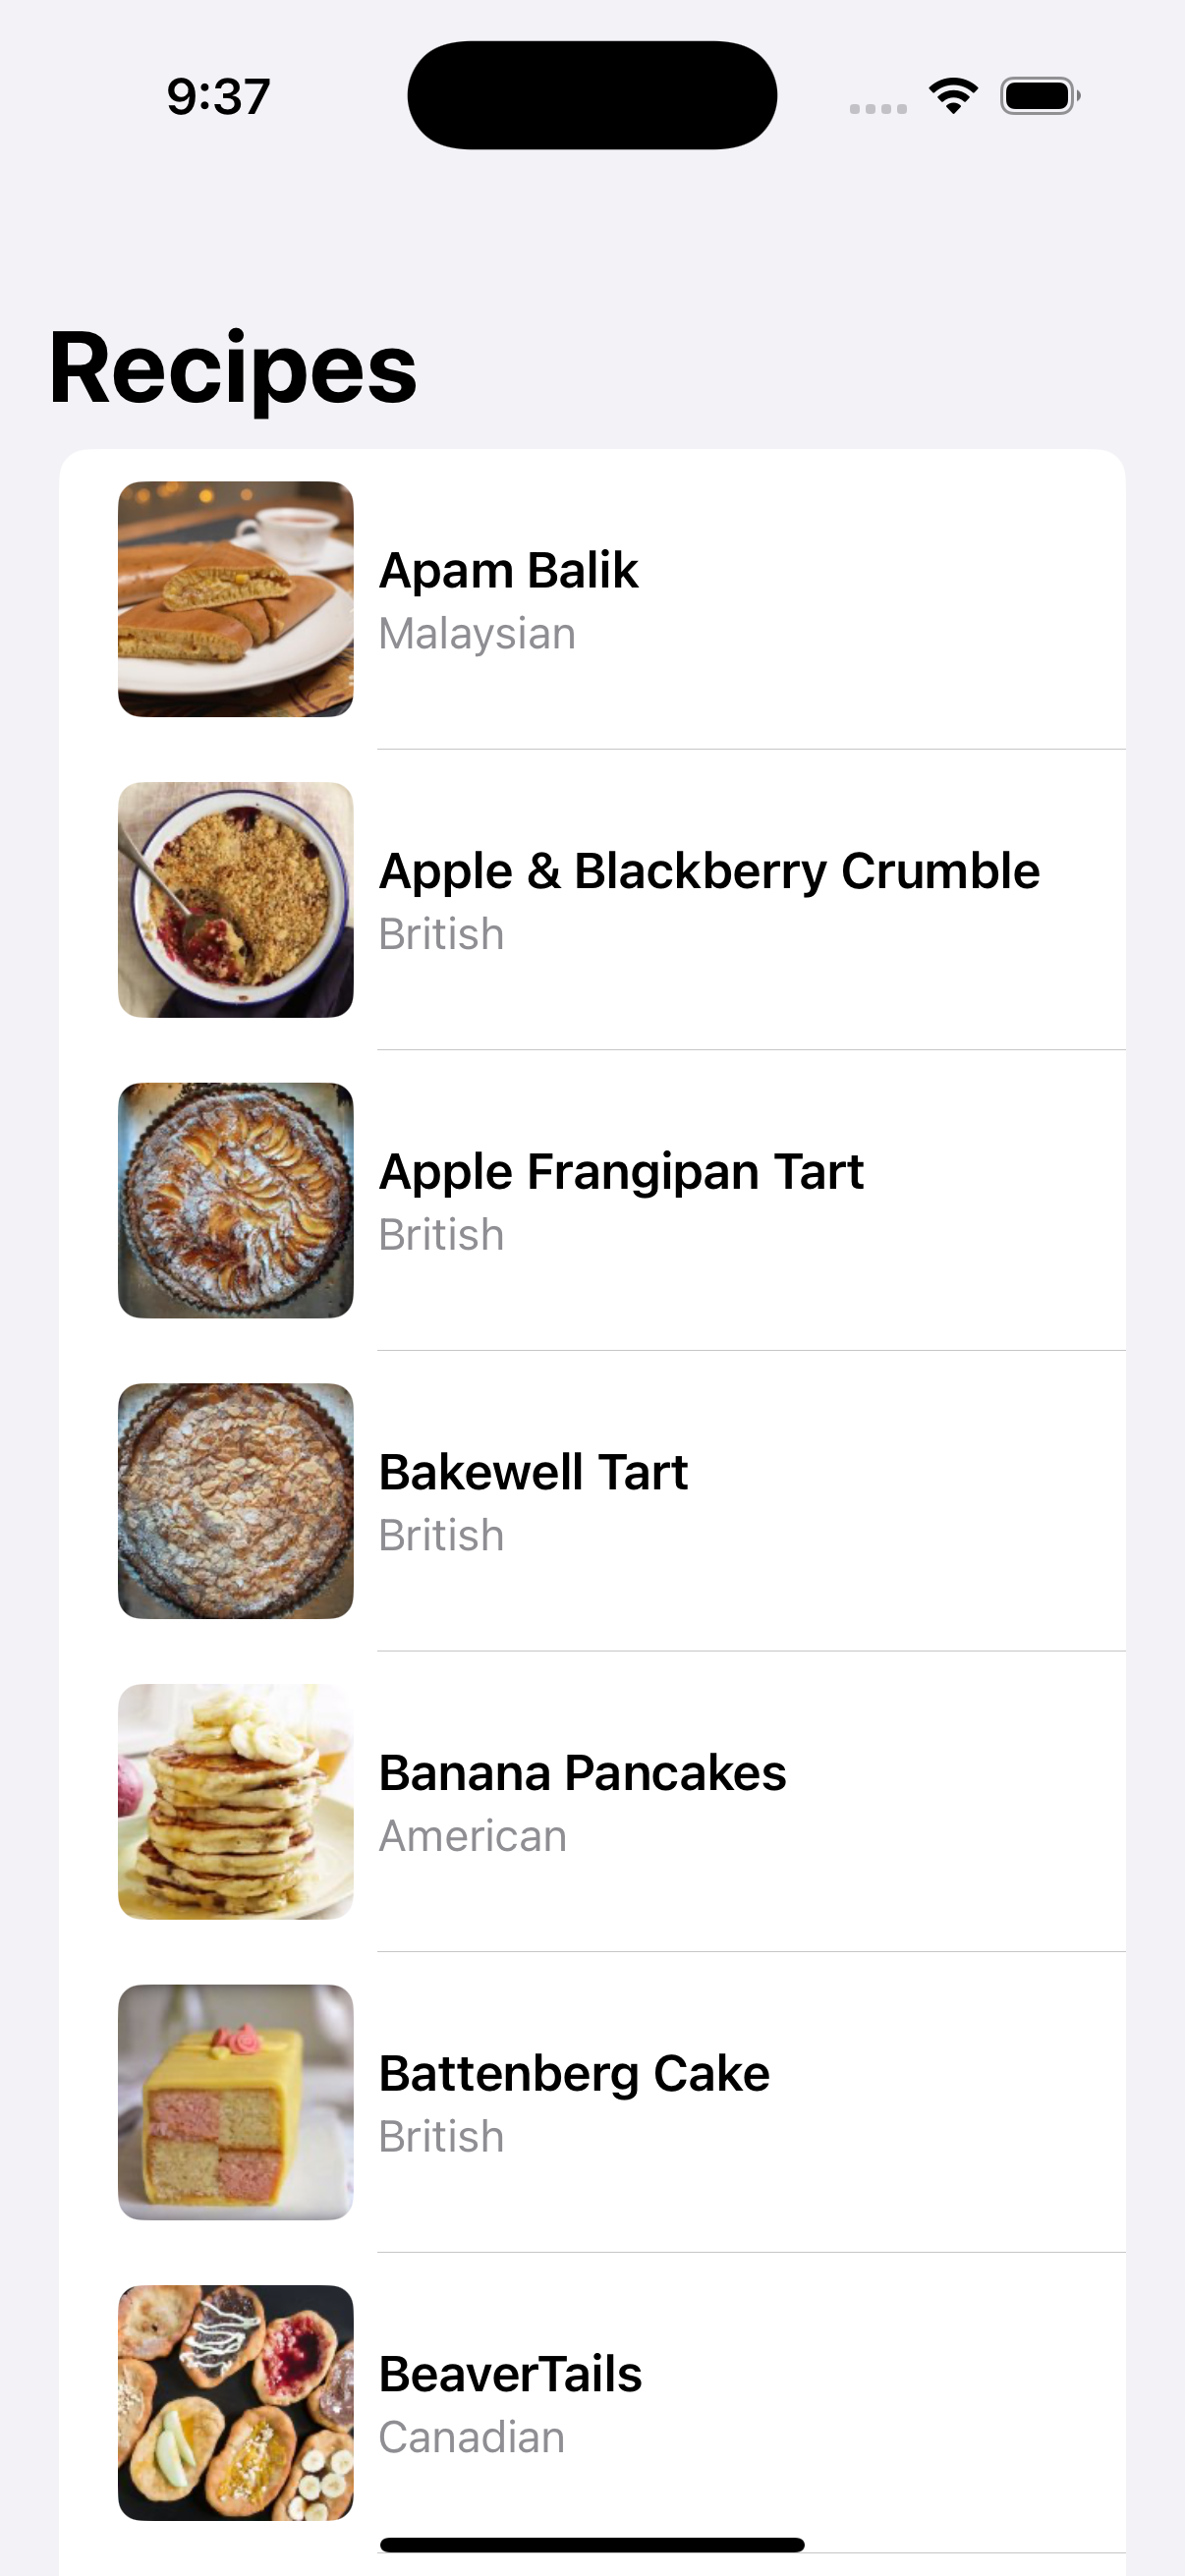 9:37
Recipes
Apam Balik
Malaysian
Apple & Blackberry Crumble
British
Apple Frangipan Tart
British
Bakewell Tart
British
Banana Pancakes
American
Battenberg Cake
British
BeaverTails
Canadian